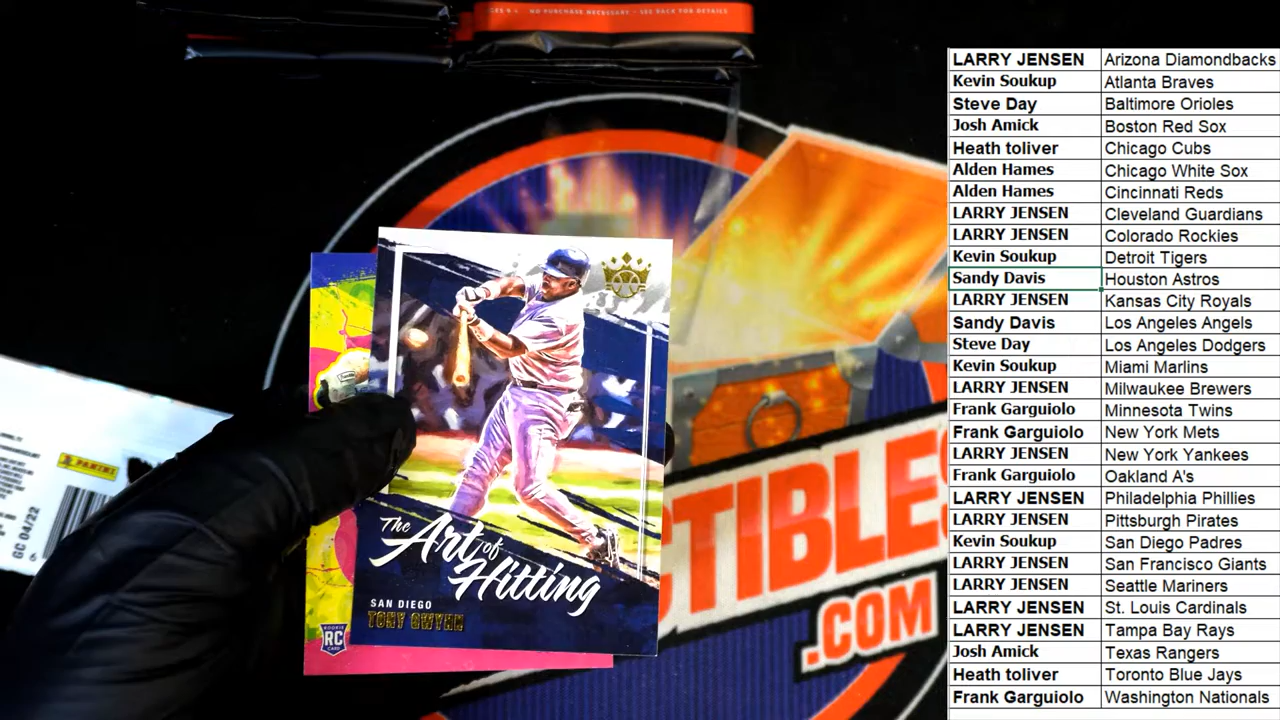 NO PURCHASE NECESSARY - SEE BACK FOR DETAILS
PANINI
GC 04/22
The
Art of
Hitting
SAN DIEGO
TONY GWYNN
ROOKIE
RC
CARD
CTIBLES
.COM
LARRY JENSEN Arizona Diamondbacks
Kevin Soukup Atlanta Braves
Steve Day Baltimore Orioles
Josh Amick Boston Red Sox
Heath toliver Chicago Cubs
Alden Hames Chicago White Sox
Alden Hames Cincinnati Reds
LARRY JENSEN Cleveland Guardians
LARRY JENSEN Colorado Rockies
Kevin Soukup Detroit Tigers
Sandy Davis Houston Astros
LARRY JENSEN Kansas City Royals
Sandy Davis Los Angeles Angels
Steve Day Los Angeles Dodgers
Kevin Soukup Miami Marlins
LARRY JENSEN Milwaukee Brewers
Frank Garguiolo Minnesota Twins
Frank Garguiolo New York Mets
LARRY JENSEN New York Yankees
Frank Garguiolo Oakland A's
LARRY JENSEN Philadelphia Phillies
LARRY JENSEN Pittsburgh Pirates
Kevin Soukup San Diego Padres
LARRY JENSEN San Francisco Giants
LARRY JENSEN Seattle Mariners
LARRY JENSEN St. Louis Cardinals
LARRY JENSEN Tampa Bay Rays
Josh Amick Texas Rangers
Heath toliver Toronto Blue Jays
Frank Garguiolo Washington Nationals